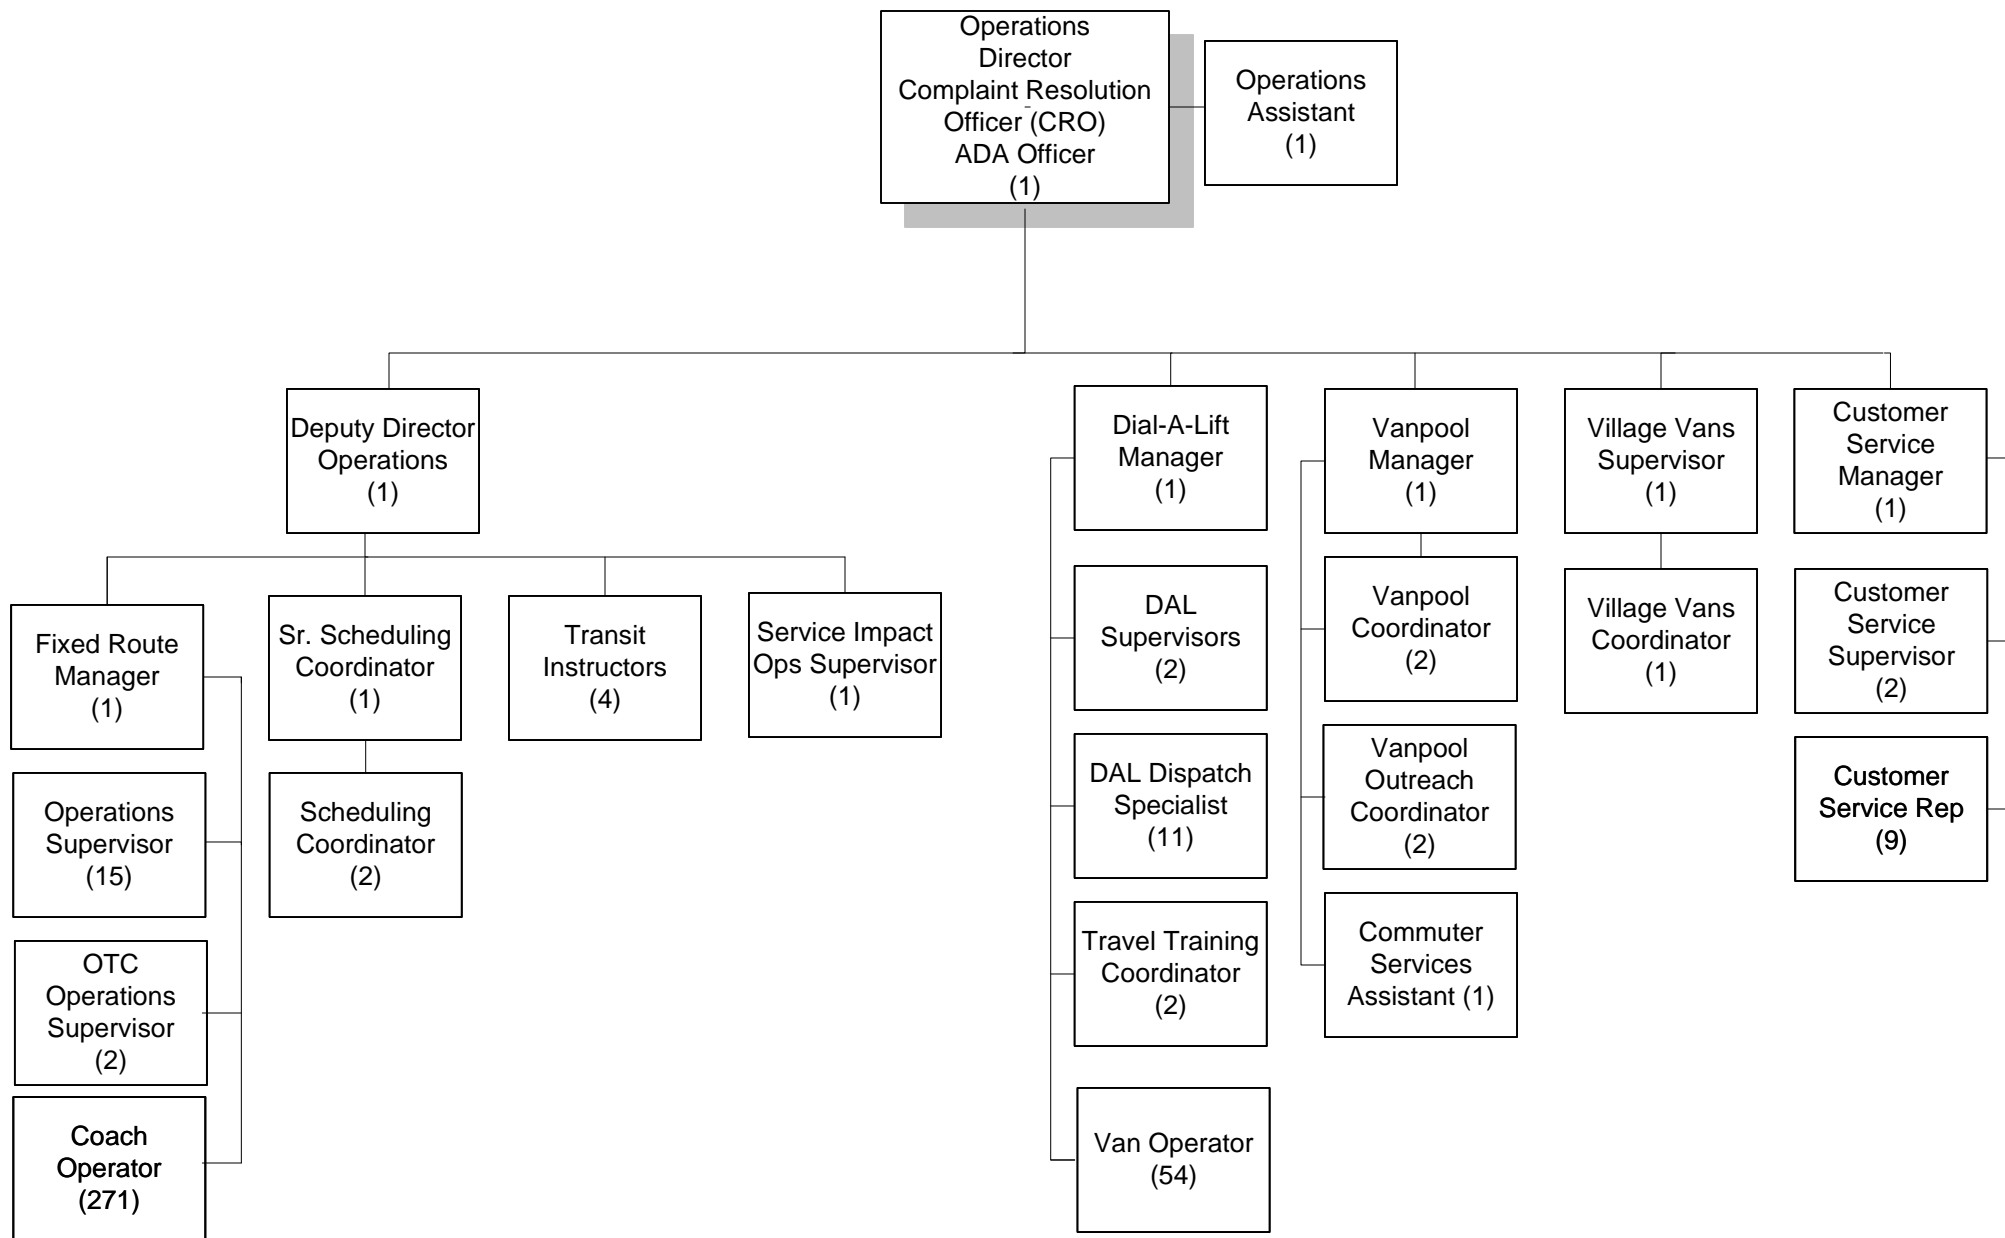 Operations
Director
Complaint Resolution
Officer (CRO)
ADA Officer
(1)
Operations
Assistant
(1)
Deputy Director
Operations
(1)
Dial-A-Lift
Manager
(1)
Vanpool
Manager
(1)
Village Vans
Supervisor
(1)
Customer
Service
Manager
(1)
Fixed Route
Manager
(1)
Sr. Scheduling
Coordinator
(1)
Transit
Instructors
(4)
Service Impact
Ops Supervisor
(1)
DAL
Supervisors
(2)
Vanpool
Coordinator
(2)
Village Vans
Coordinator
(1)
Customer
Service
Supervisor
(2)
Operations
Supervisor
(15)
Scheduling
Coordinator
(2)
DAL Dispatch
Specialist
(11)
Vanpool
Outreach
Coordinator
(2)
Customer
Service Rep
(9)
OTC
Operations
Supervisor
(2)
Travel Training
Coordinator
(2)
Commuter
Services
Assistant (1)
Coach
Operator
(271)
Van Operator
(54)